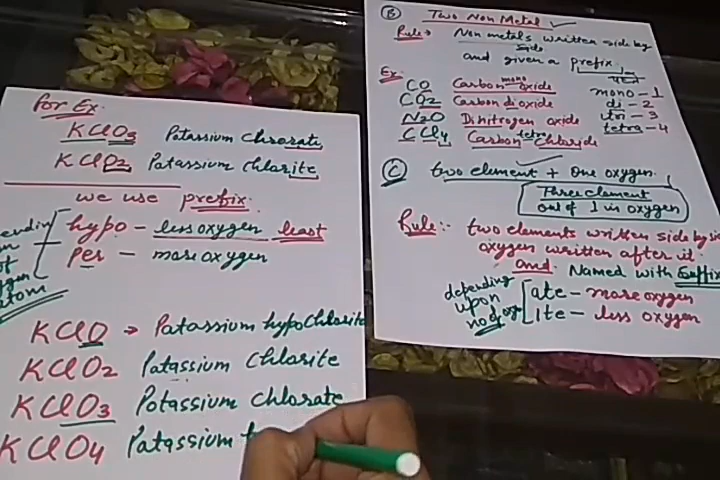 For Ex.
KClO3 Potassium Chlorate
KClO2 Potassium Chlorite
we use prefix.
hypo - less oxygen least
per - more oxygen
KClO → Potassium hypochlorite
KClO2 Potassium Chlorite
KClO3 Potassium Chlorate
KClO4 Potassium
B Two Non Metal
Rule → Non metals written side by
side
and given a prefix.
Ex. CO Carbon monoxide mono - 1
CO2 Carbon dioxide di - 2
N2O Dinitrogen oxide tri - 3
CCl4 Carbon tetra chloride tetra - 4
C two element + one oxygen.
Three element
out of 1 in oxygen
Rule:- two elements written side by si
oxygen written after it.
and Named with Suffix
depending
upon
no of oxy
ate - more oxygen
ite - less oxygen